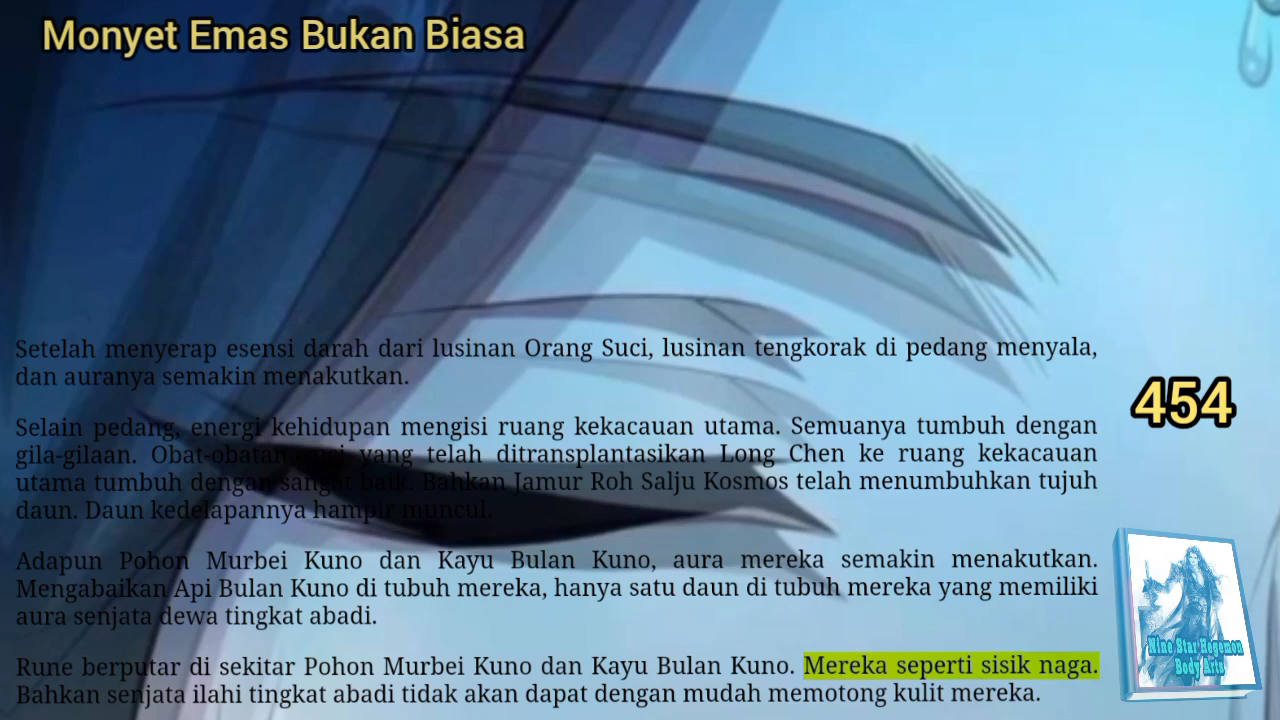 Monyet Emas Bukan Biasa
Setelah menyerap esensi darah dari lusinan Orang Suci, lusinan tengkorak di pedang menyala,
dan auranya semakin menakutkan.
454
Selain pedang, energi kehidupan mengisi ruang kekacauan utama. Semuanya tumbuh dengan
gila-gilaan. Obat-obatan suci yang telah ditransplantasikan Long Chen ke ruang kekacauan
utama tumbuh dengan sangat baik. Bahkan Jamur Roh Salju Kosmos telah menumbuhkan tujuh
daun. Daun kedelapannya hampir muncul.
Adapun Pohon Murbei Kuno dan Kayu Bulan Kuno, aura mereka semakin menakutkan.
Mengabaikan Api Bulan Kuno di tubuh mereka, hanya satu daun di tubuh mereka yang memiliki
aura senjata dewa tingkat abadi.
Rune berputar di sekitar Pohon Murbei Kuno dan Kayu Bulan Kuno. Mereka seperti sisik naga.
Bahkan senjata ilahi tingkat abadi tidak akan dapat dengan mudah memotong kulit mereka.
Nine Star Hegemon
Body Arts